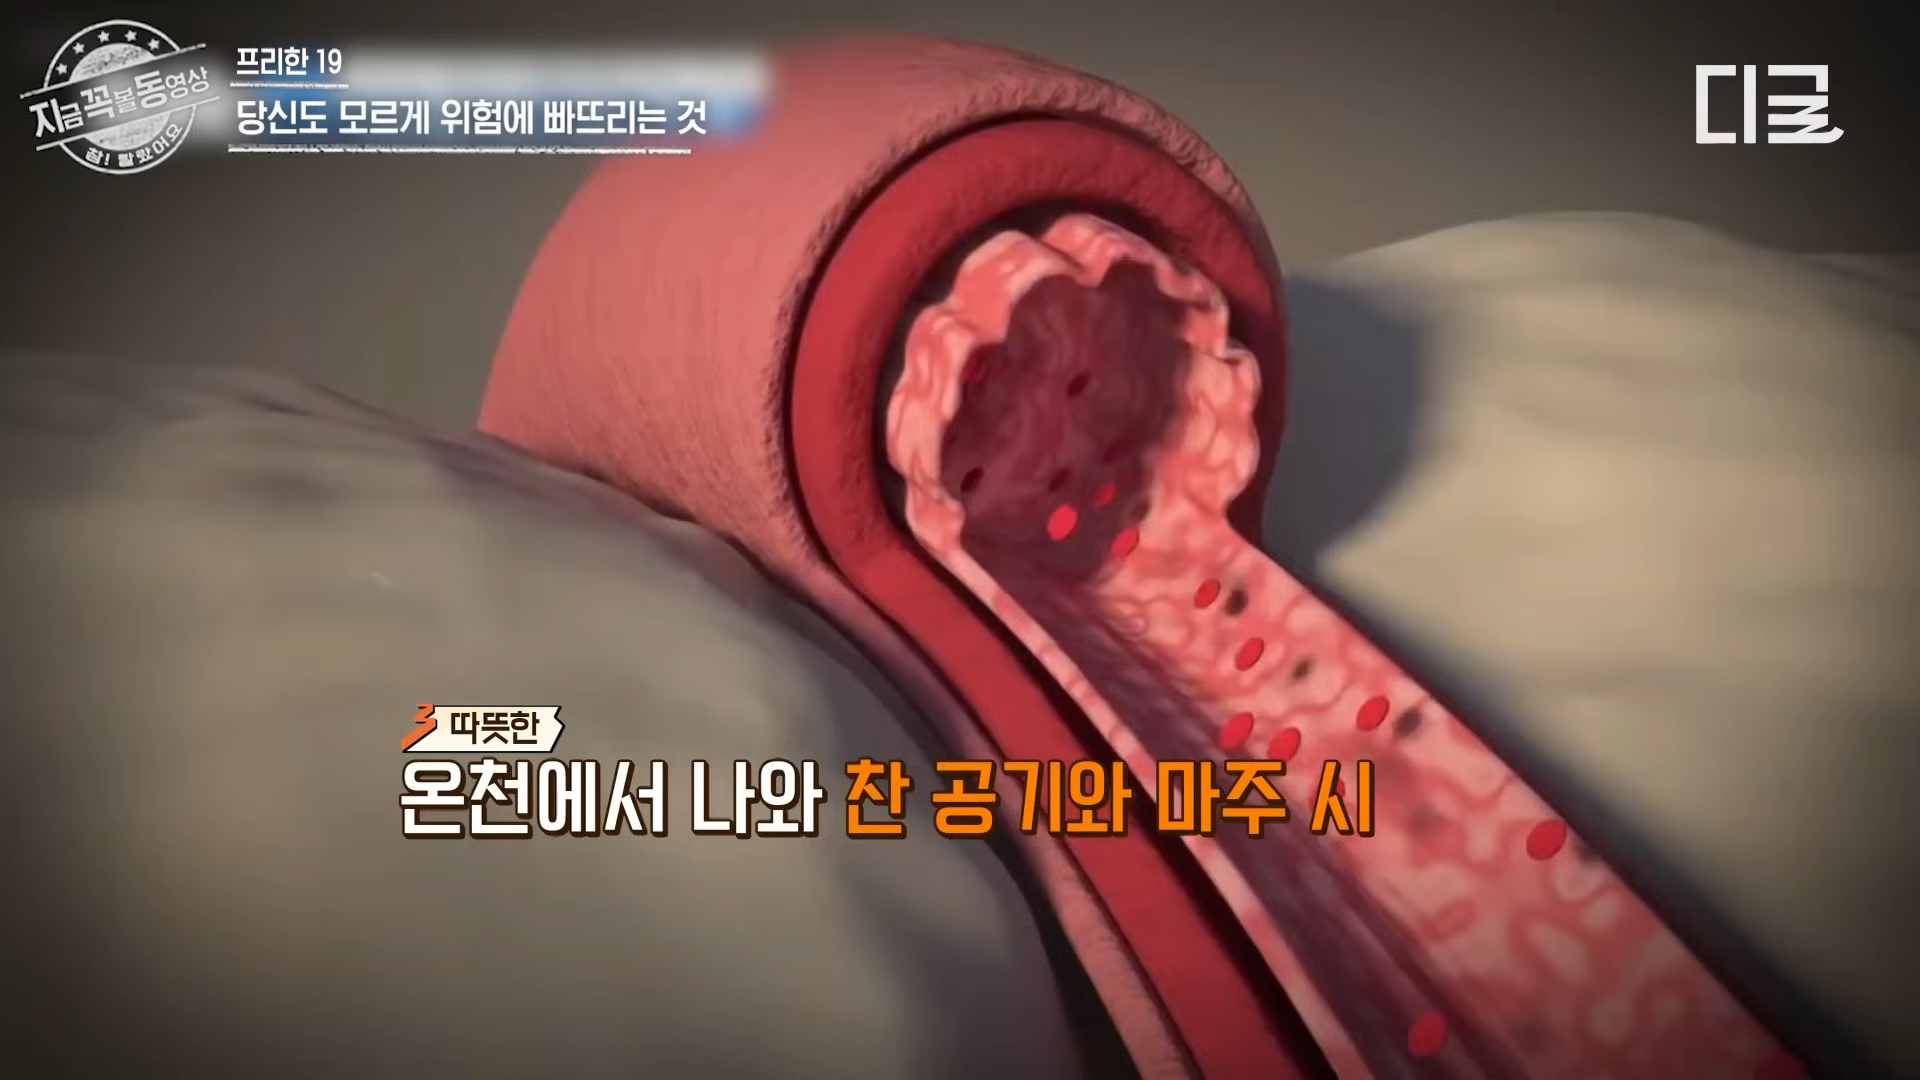 지금 꼭 볼 동영상
참! 잘 봤어요
프리한 19
당신도 모르게 위험에 빠뜨리는 것
디글
3 따뜻한
온천에서 나와 찬 공기와 마주 시